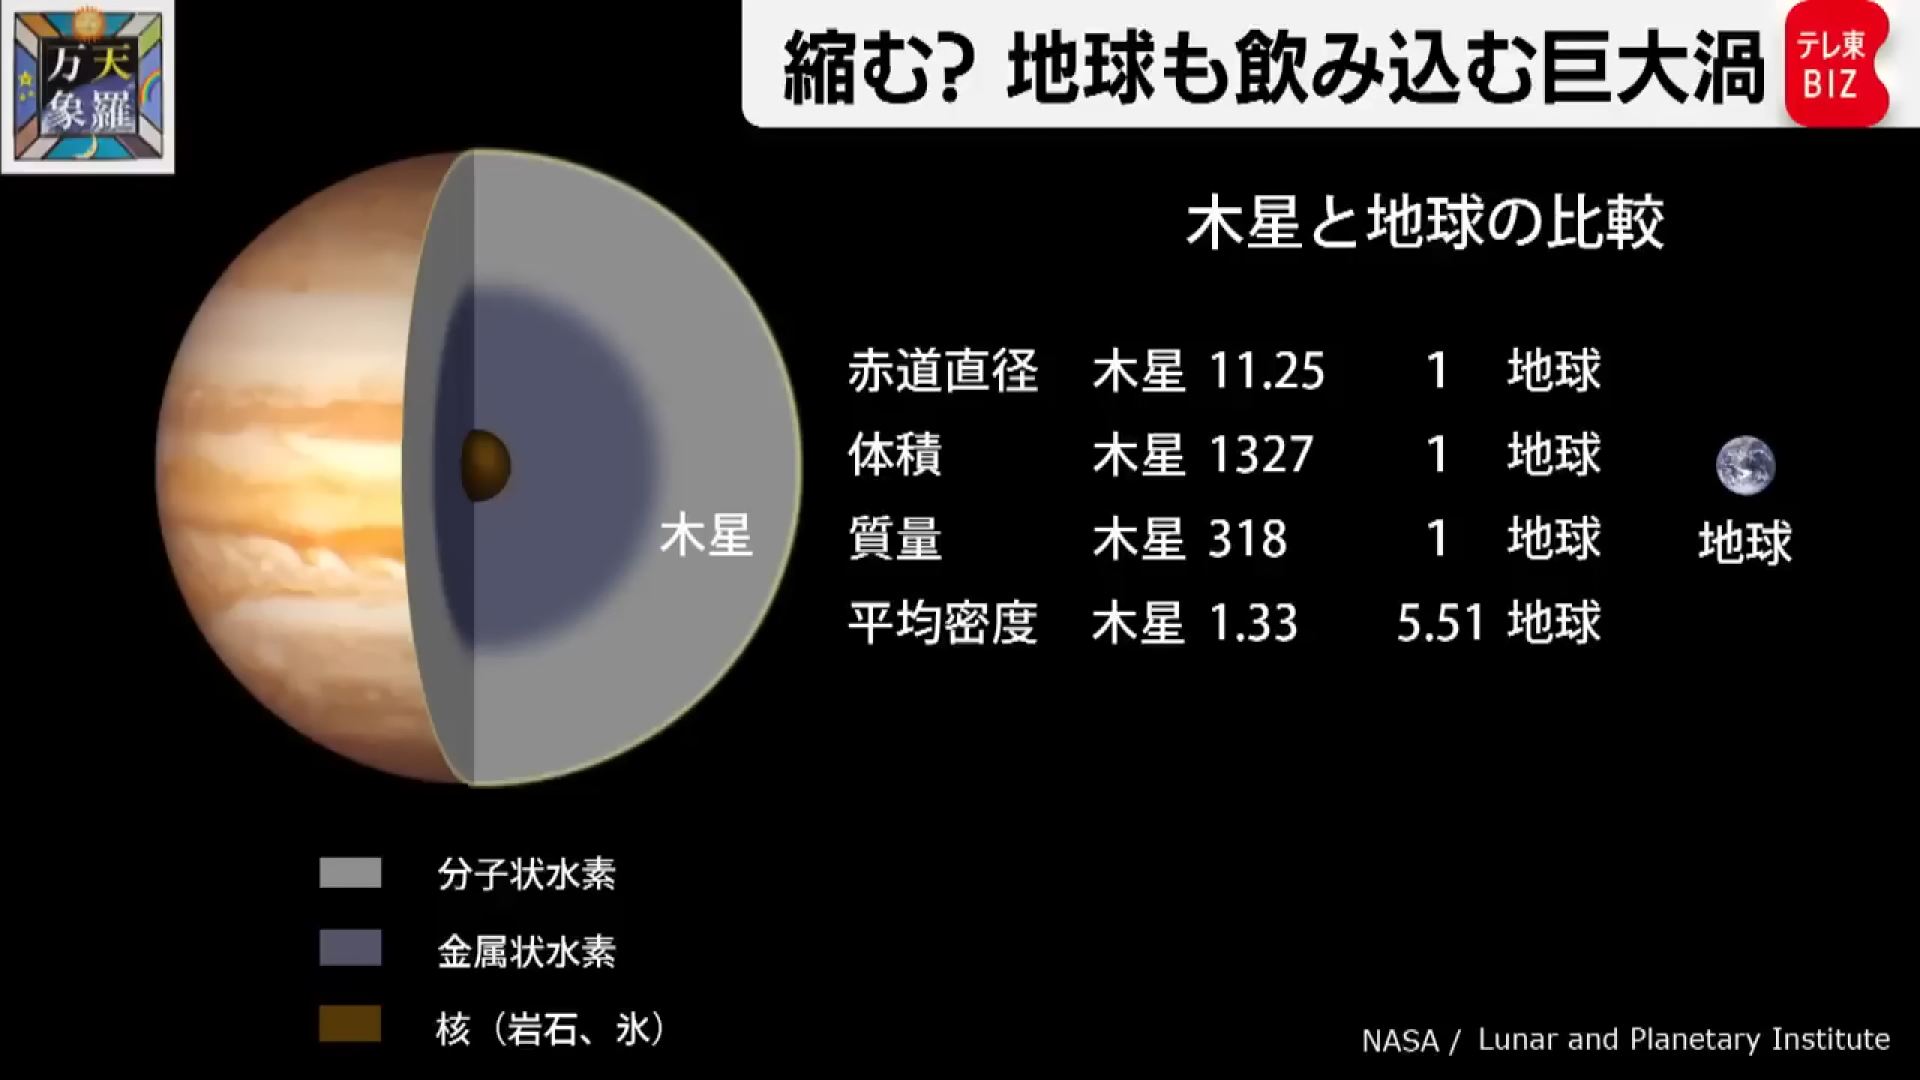 天羅
万象
縮む? 地球も飲み込む巨大渦
テレ東
BIZ
木星と地球の比較
赤道直径 木星 11.25 1 地球
体積 木星 1327 1 地球
質量 木星 318 1 地球
平均密度 木星 1.33 5.51 地球
木星
地球
分子状水素
金属状水素
核（岩石、氷）
NASA / Lunar and Planetary Institute